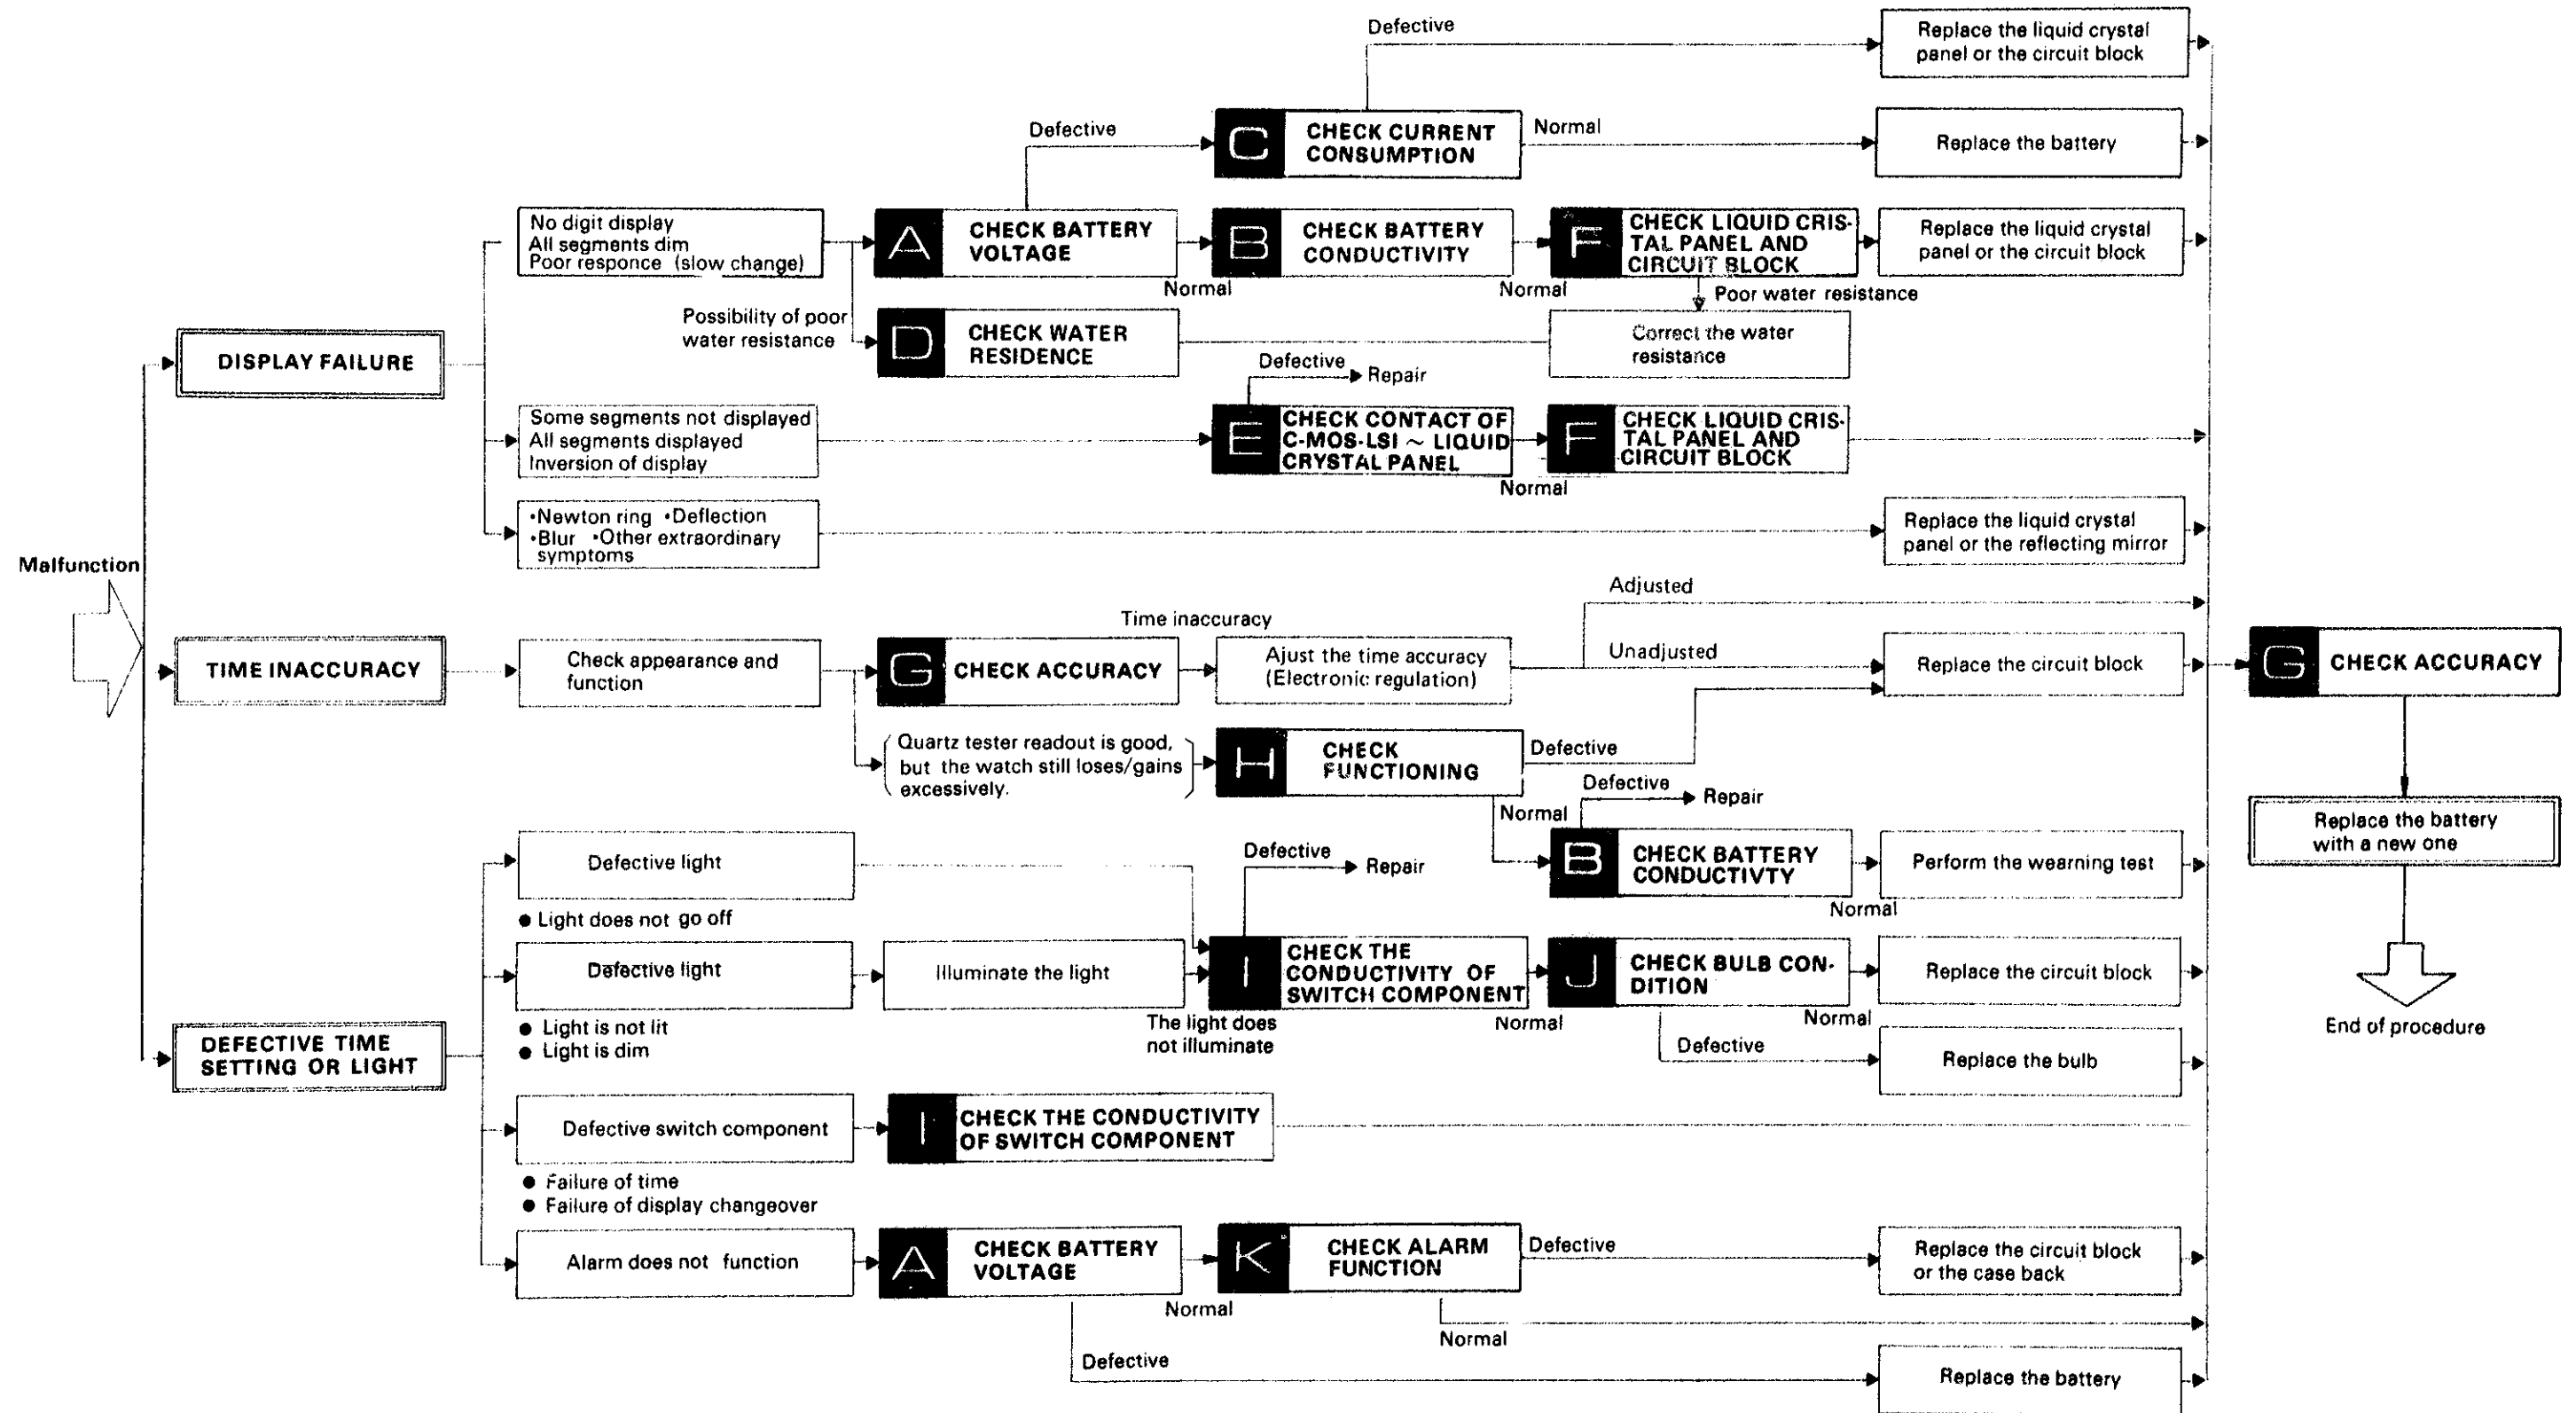 Malfunction
DISPLAY FAILURE
No digit display
All segments dim
Poor responce (slow change)
A
CHECK BATTERY
VOLTAGE
Defective
C
CHECK CURRENT
CONSUMPTION
Defective
Replace the liquid crystal
panel or the circuit block
Normal
Replace the battery
Normal
B
CHECK BATTERY
CONDUCTIVITY
Normal
F
CHECK LIQUID CRIS-
TAL PANEL AND
CIRCUIT BLOCK
Replace the liquid crystal
panel or the circuit block
Poor water resistance
Possibility of poor
water resistance
D
CHECK WATER
RESIDENCE
Correct the water
resistance
Some segments not displayed
All segments displayed
Inversion of display
Defective
Repair
E
CHECK CONTACT OF
C-MOS-LSI ~ LIQUID
CRYSTAL PANEL
Normal
F
CHECK LIQUID CRIS-
TAL PANEL AND
CIRCUIT BLOCK
•Newton ring •Deflection
•Blur •Other extraordinary
symptoms
Replace the liquid crystal
panel or the reflecting mirror
TIME INACCURACY
Check appearance and
function
G
CHECK ACCURACY
Time inaccuracy
Ajust the time accuracy
(Electronic regulation)
Adjusted
Unadjusted
Replace the circuit block
Quartz tester readout is good,
but the watch still loses/gains
excessively.
H
CHECK
FUNCTIONING
Defective
Normal
Defective
Repair
B
CHECK BATTERY
CONDUCTIVTY
Normal
Perform the wearning test
DEFECTIVE TIME
SETTING OR LIGHT
Defective light
● Light does not go off
Defective light
● Light is not lit
● Light is dim
Illuminate the light
The light does
not illuminate
Defective
Repair
I
CHECK THE
CONDUCTIVITY OF
SWITCH COMPONENT
Normal
J
CHECK BULB CON-
DITION
Normal
Replace the circuit block
Defective
Replace the bulb
Defective switch component
● Failure of time
● Failure of display changeover
I
CHECK THE CONDUCTIVITY
OF SWITCH COMPONENT
Alarm does not function
A
CHECK BATTERY
VOLTAGE
Normal
K
CHECK ALARM
FUNCTION
Defective
Replace the circuit block
or the case back
Normal
Defective
Replace the battery
G
CHECK ACCURACY
Replace the battery
with a new one
End of procedure